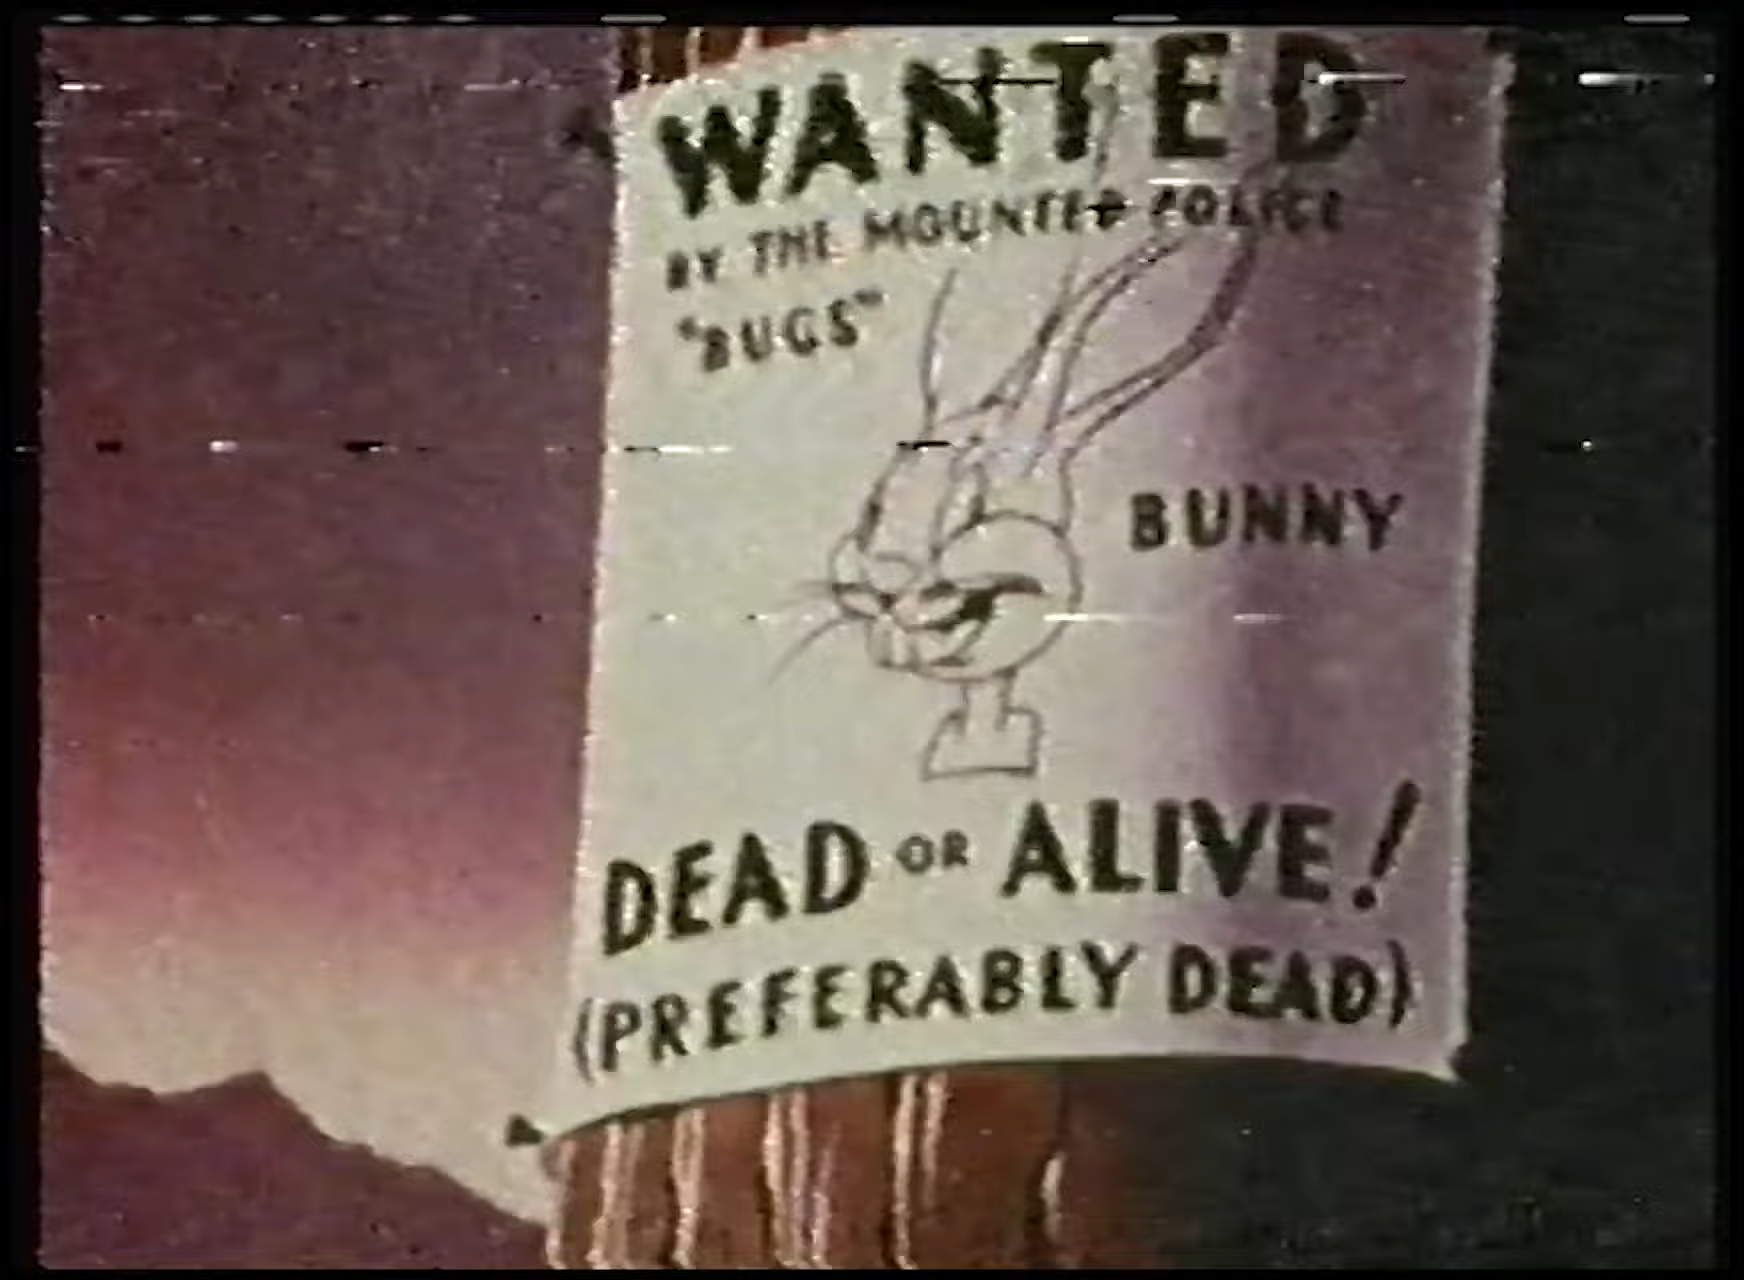 WANTED
BY THE MOUNTED POLICE
"BUGS"
BUNNY
DEAD OR ALIVE!
(PREFERABLY DEAD)